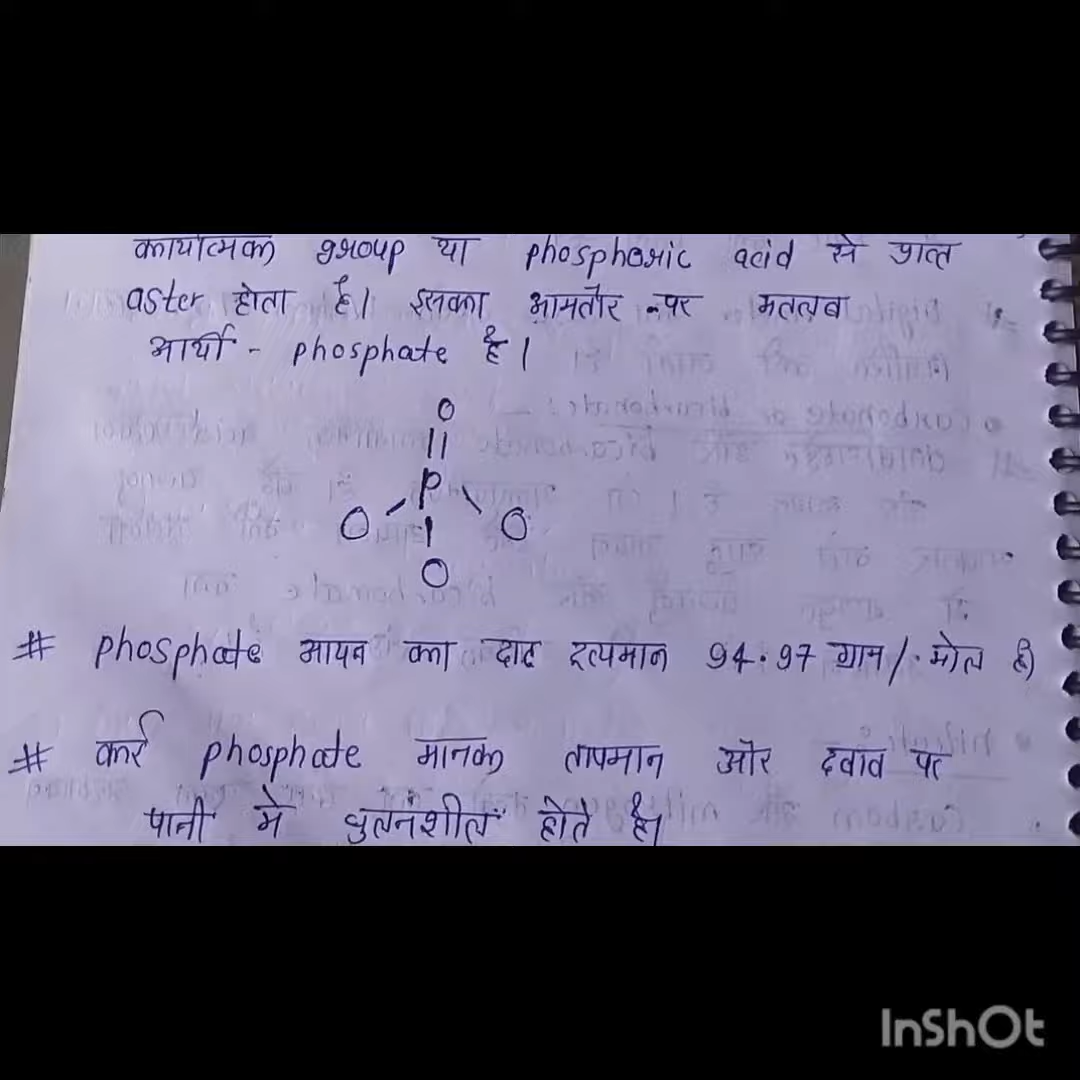 कार्यात्मक group या phosphoric acid से प्राप्त
aster होता है। इसका आमतौर पर मतलब
आर्थो - phosphate है।
O
||
P
O O
O
# phosphate आयन का दाढ़ द्रव्यमान 94.97 ग्राम/.मोल है)
# कई phosphate मानक तापमान और दवाव पर
पानी मे घुलनशील होते है।
InShOt